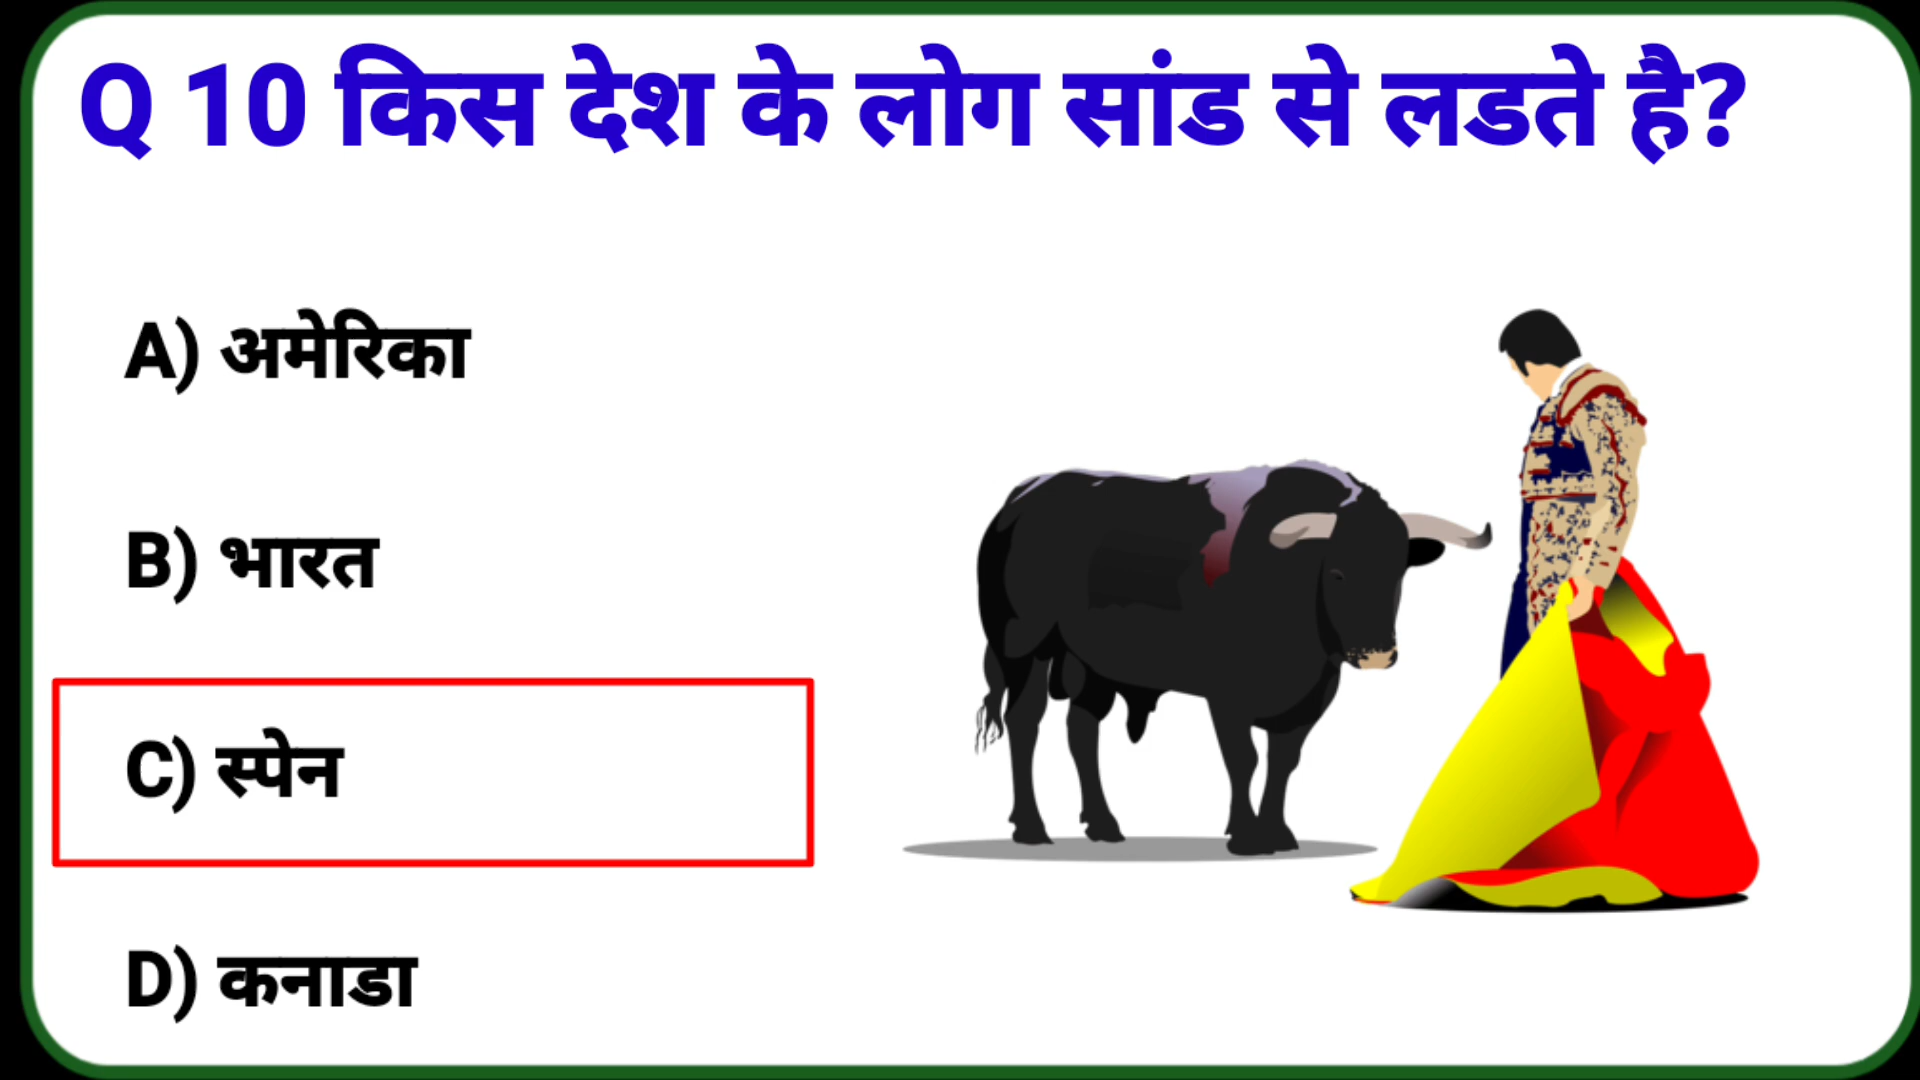 Q 10 किस देश के लोग सांड से लडते है?
A) अमेरिका
B) भारत
C) स्पेन
D) कनाडा